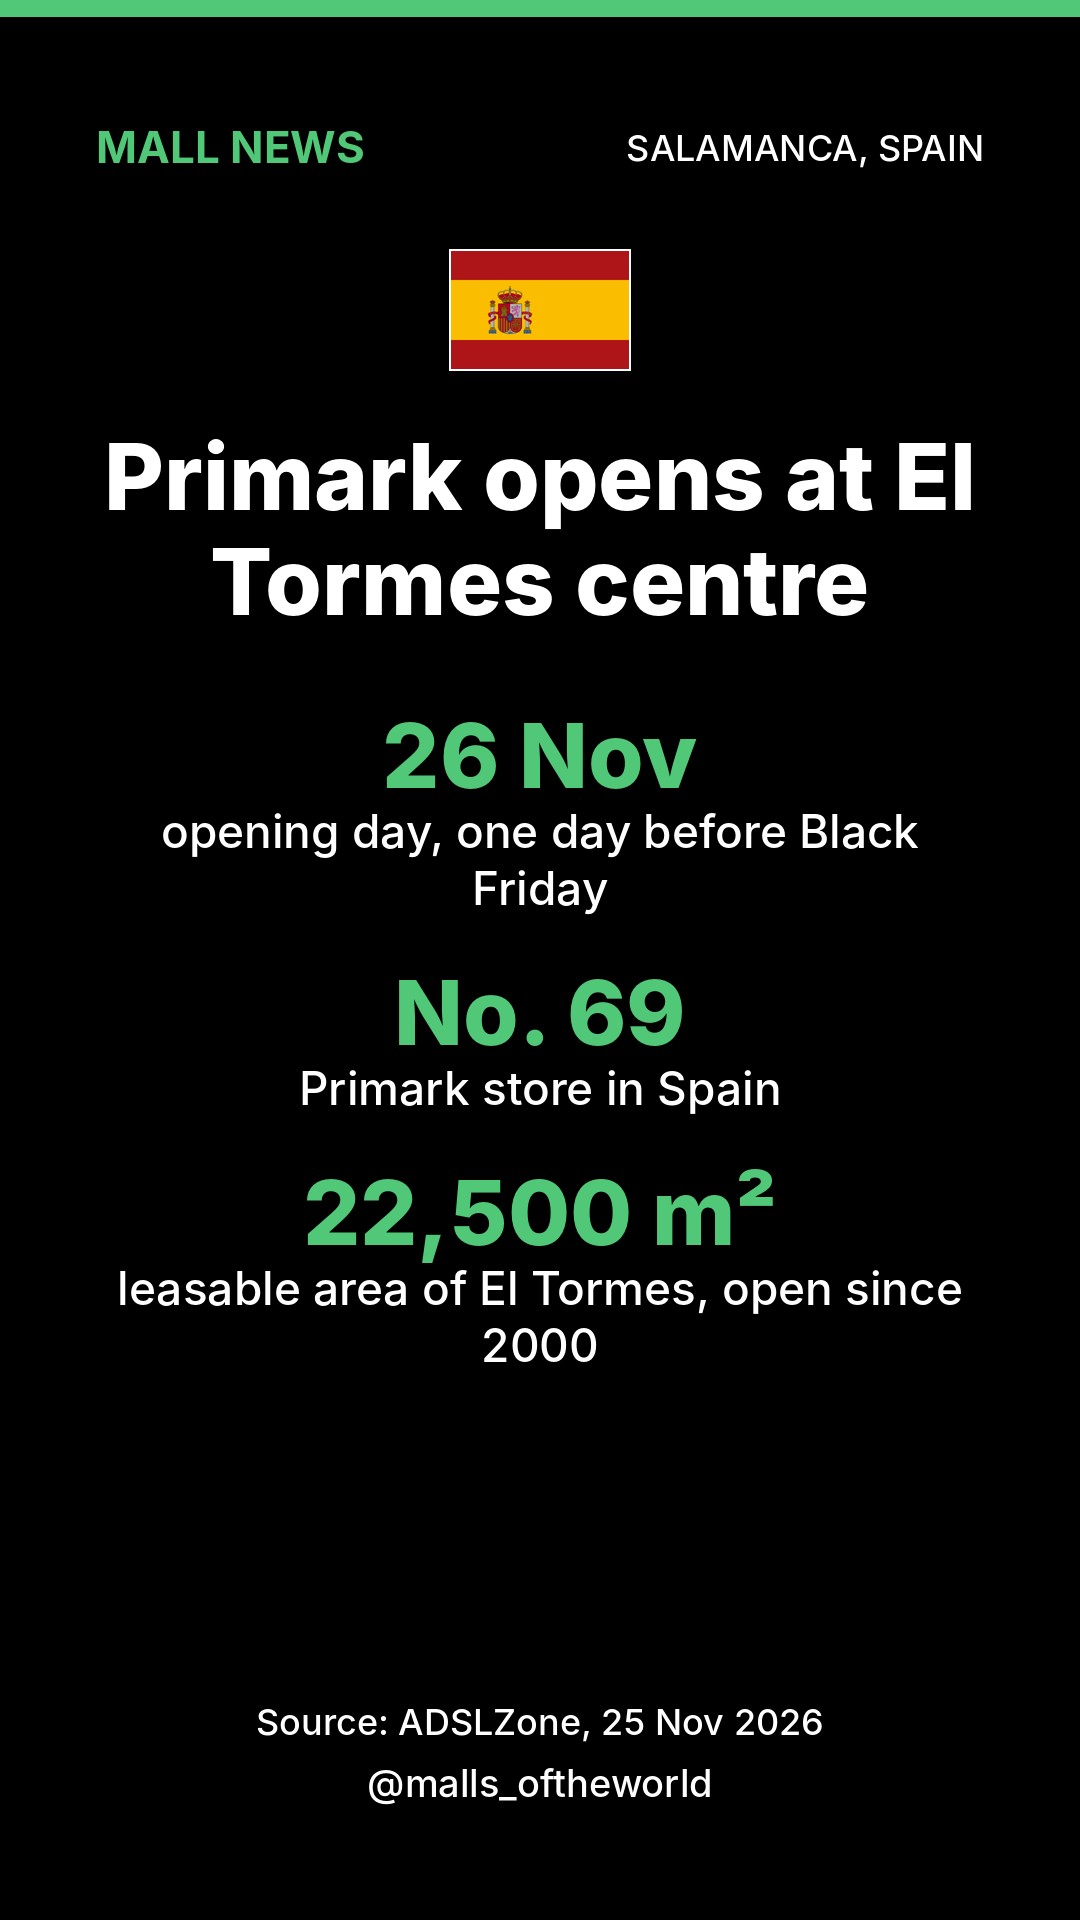 MALL NEWS
SALAMANCA, SPAIN
Primark opens at El
Tormes centre
26 Nov
opening day, one day before Black
Friday
No. 69
Primark store in Spain
22,500 m²
leasable area of El Tormes, open since
2000
Source: ADSLZone, 25 Nov 2026
@malls_oftheworld